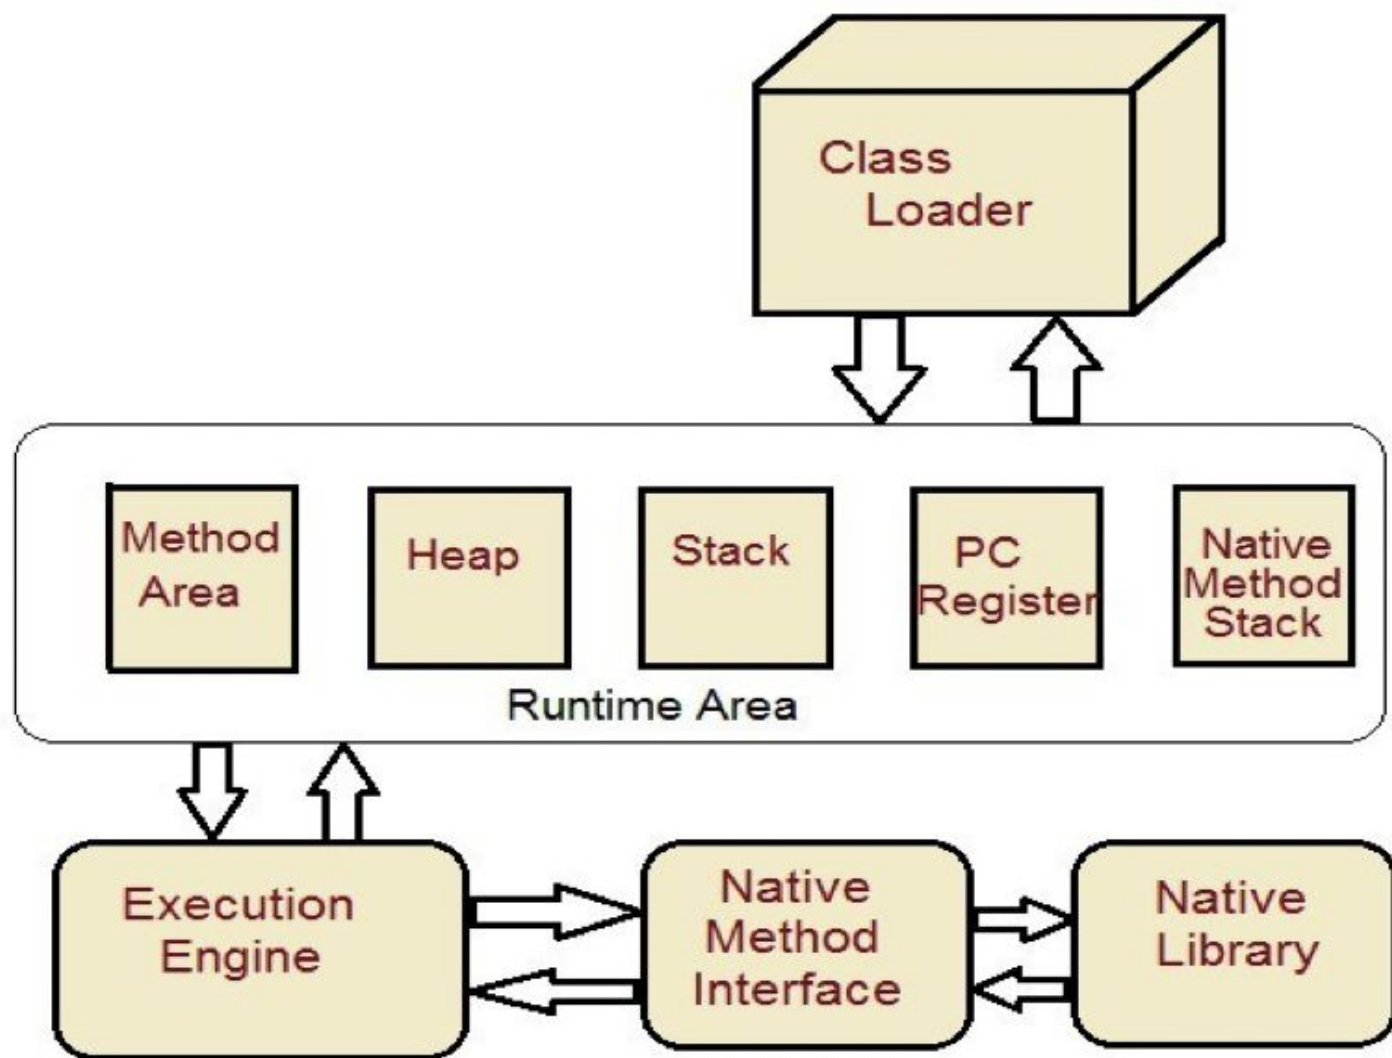 Class
Loader
Method
Area
Heap
Stack
PC
Register
Native
Method
Stack
Runtime Area
Execution
Engine
Native
Method
Interface
Native
Library